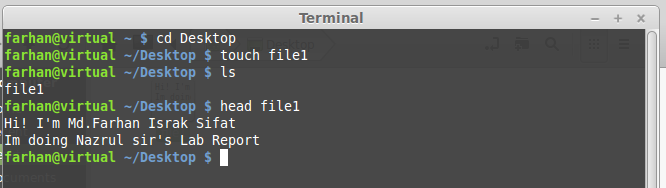 Terminal
farhan@virtual ~ $ cd Desktop
farhan@virtual ~/Desktop $ touch file1
farhan@virtual ~/Desktop $ ls
file1
farhan@virtual ~/Desktop $ head file1
Hi! I'm Md.Farhan Israk Sifat
Im doing Nazrul sir's Lab Report
farhan@virtual ~/Desktop $